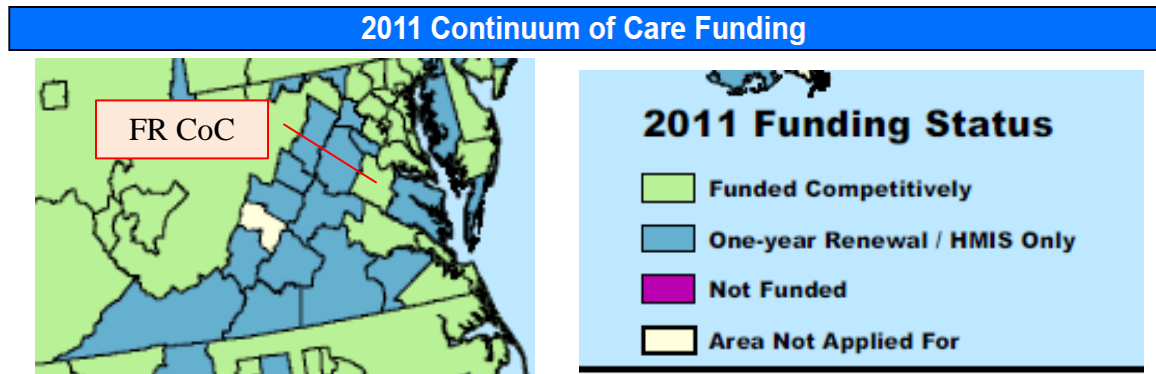 2011 Continuum of Care Funding
FR CoC
2011 Funding Status
Funded Competitively
One-year Renewal / HMIS Only
Not Funded
Area Not Applied For